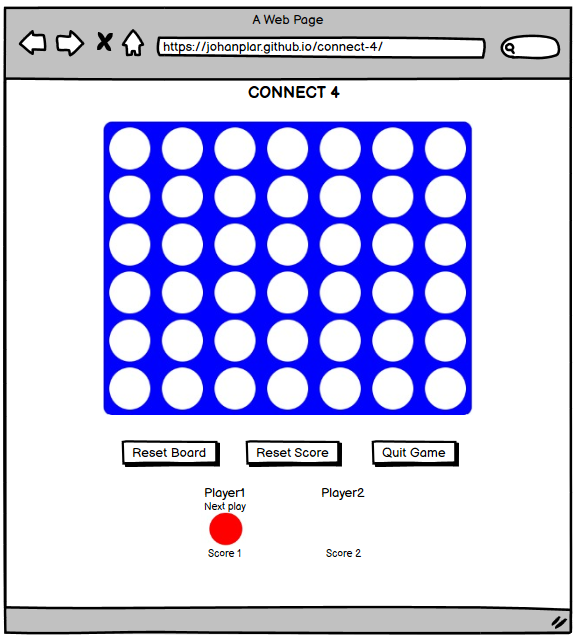 A Web Page
https://johanplar.github.io/connect-4/
CONNECT 4
Reset Board
Reset Score
Quit Game
Player1
Player2
Next play
Score 1
Score 2